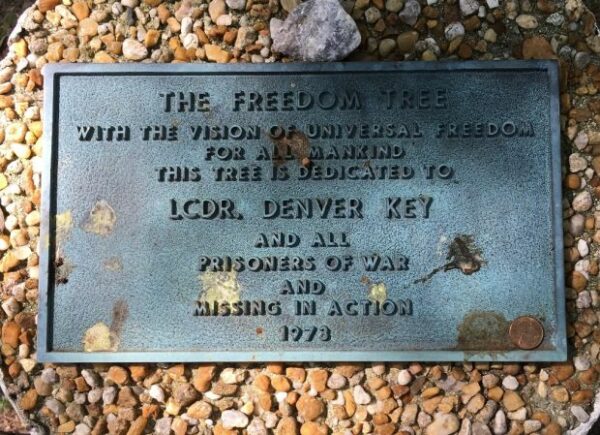 THE FREEDOM TREE
WITH THE VISION OF UNIVERSAL FREEDOM
FOR ALL MANKIND
THIS TREE IS DEDICATED TO
LCDR. DENVER KEY
AND ALL
PRISONERS OF WAR
AND
MISSING IN ACTION
1973